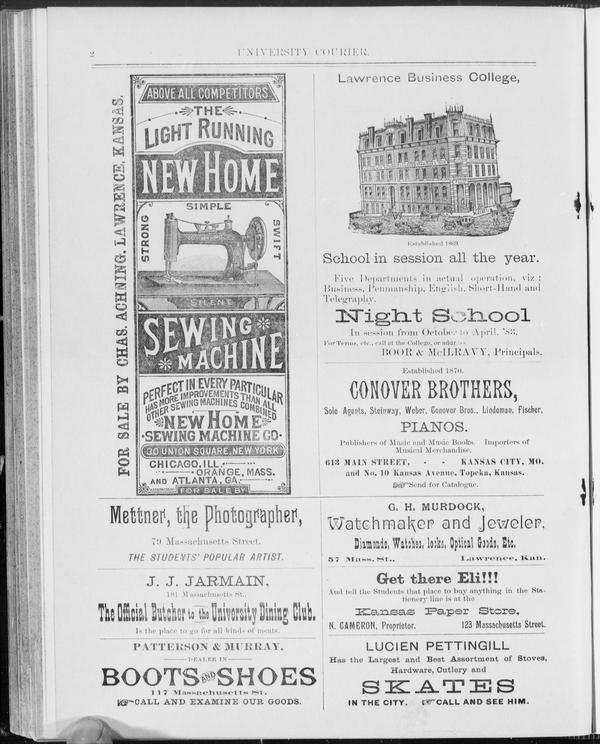 2
UNIVERSITY COURIER.
FOR SALE BY CHAS. ACHNING, LAWRENCE, KANSAS.
ABOVE ALL COMPETITORS
THE
LIGHT RUNNING
NEW HOME
SIMPLE
STRONG
SWIFT
SILENT
SEWING
MACHINE
PERFECT IN EVERY PARTICULAR
HAS MORE IMPROVEMENTS THAN ALL
OTHER SEWING MACHINES COMBINED
NEW HOME
SEWING MACHINE CO.
30 UNION SQUARE, NEW YORK
CHICAGO, ILL.
ORANGE, MASS.
AND ATLANTA, GA.
FOR SALE BY
Mettner, the Photographer,
79 Massachusetts Street.
THE STUDENTS' POPULAR ARTIST.
J. J. JARMAIN,
181 Massachusetts St.,
The Official Butcher to the University Dining Club.
Is the place to go for all kinds of meats.
PATTERSON & MURRAY,
DEALER IN
BOOTS AND SHOES
117 Massachusetts St.
CALL AND EXAMINE OUR GOODS.
Lawrence Business College,
Established 1869.
School in session all the year.
Five Departments in actual operation, viz:
Business, Penmanship, English, Short-Hand and
Telegraphy.
Night School
In session from October to April, '83.
For Terms, etc., call at the College, or address
BOOR & McILRAVY, Principals.
Established 1870.
CONOVER BROTHERS,
Sole Agents, Steinway, Weber, Conover Bros., Lindeman, Fischer,
PIANOS.
Publishers of Music and Music Books. Importers of
Musical Merchandise.
613 MAIN STREET, - - KANSAS CITY, MO.
and No. 10 Kansas Avenue, Topeka, Kansas.
Send for Catalogue.
G. H. MURDOCK,
Watchmaker and Jeweler,
Diamonds, Watches, locks, Optical Goods, Etc.
57 Mass. St., Lawrence, Kan.
Get there Eli!!!
And tell the Students that place to buy anything in the Sta-
tionery line is at the
Kansas Paper Store,
N. CAMERON, Proprietor. 123 Massachusetts Street.
LUCIEN PETTINGILL
Has the Largest and Best Assortment of Stoves,
Hardware, Cutlery and
SKATES
IN THE CITY. CALL AND SEE HIM.